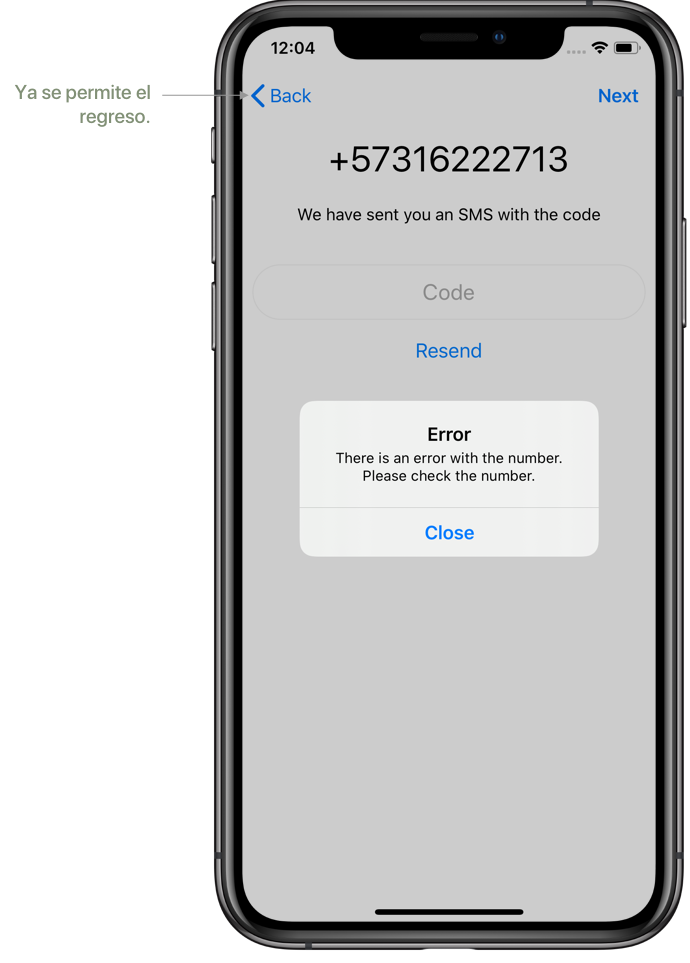 12:04
Ya se permite el
regreso.
Back
Next
+57316222713
We have sent you an SMS with the code
Code
Resend
Error
There is an error with the number.
Please check the number.
Close